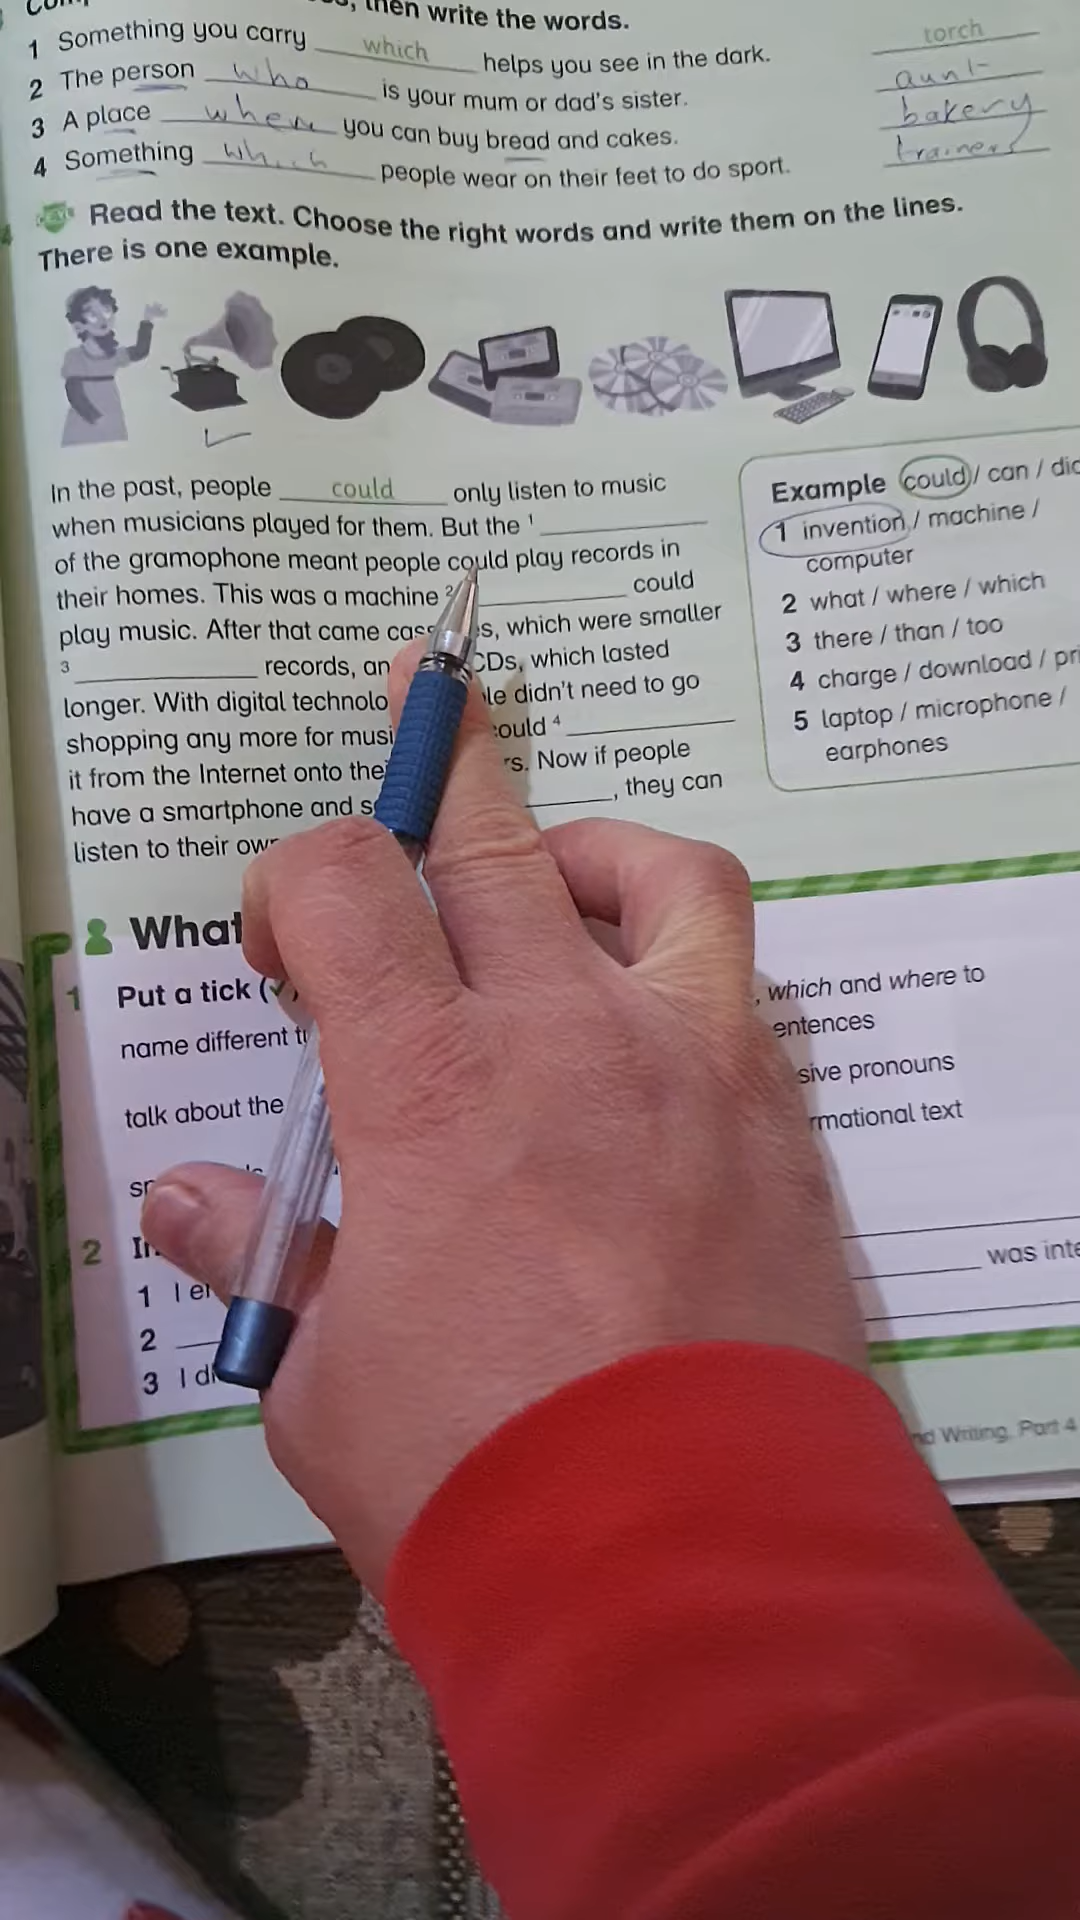 then write the words.
1 Something you carry which helps you see in the dark. torch
2 The person who is your mum or dad's sister. aunt
3 A place where you can buy bread and cakes. bakery
4 Something which people wear on their feet to do sport. trainers
Read the text. Choose the right words and write them on the lines.
There is one example.
In the past, people could only listen to music
when musicians played for them. But the 1
of the gramophone meant people could play records in
their homes. This was a machine 2 could
play music. After that came cas s, which were smaller
3 records, an CDs, which lasted
longer. With digital technolo le didn't need to go
shopping any more for musi could 4
it from the Internet onto the rs. Now if people
have a smartphone and s , they can
listen to their own
Example could / can / did
1 invention / machine /
computer
2 what / where / which
3 there / than / too
4 charge / download / pri
5 laptop / microphone /
earphones
What
1 Put a tick (✓)
name different t
talk about the
, which and where to
entences
sive pronouns
rmational text
2 In
1 I en
2
3 I di
was inte
nd Writing, Part 4